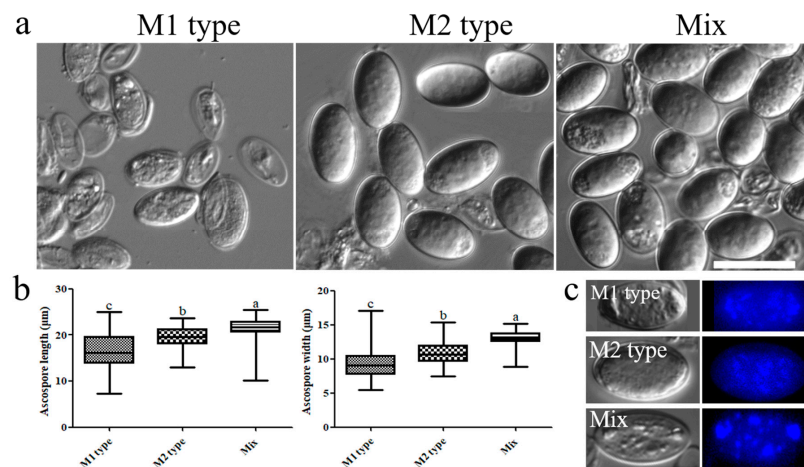 a
M1 type
M2 type
Mix
b
Ascospore length (μm)
30
20
10
0
c
b
a
M1 type
M2 type
Mix
Ascospore width (μm)
20
15
10
5
0
c
b
a
M1 type
M2 type
Mix
c
M1 type
M2 type
Mix